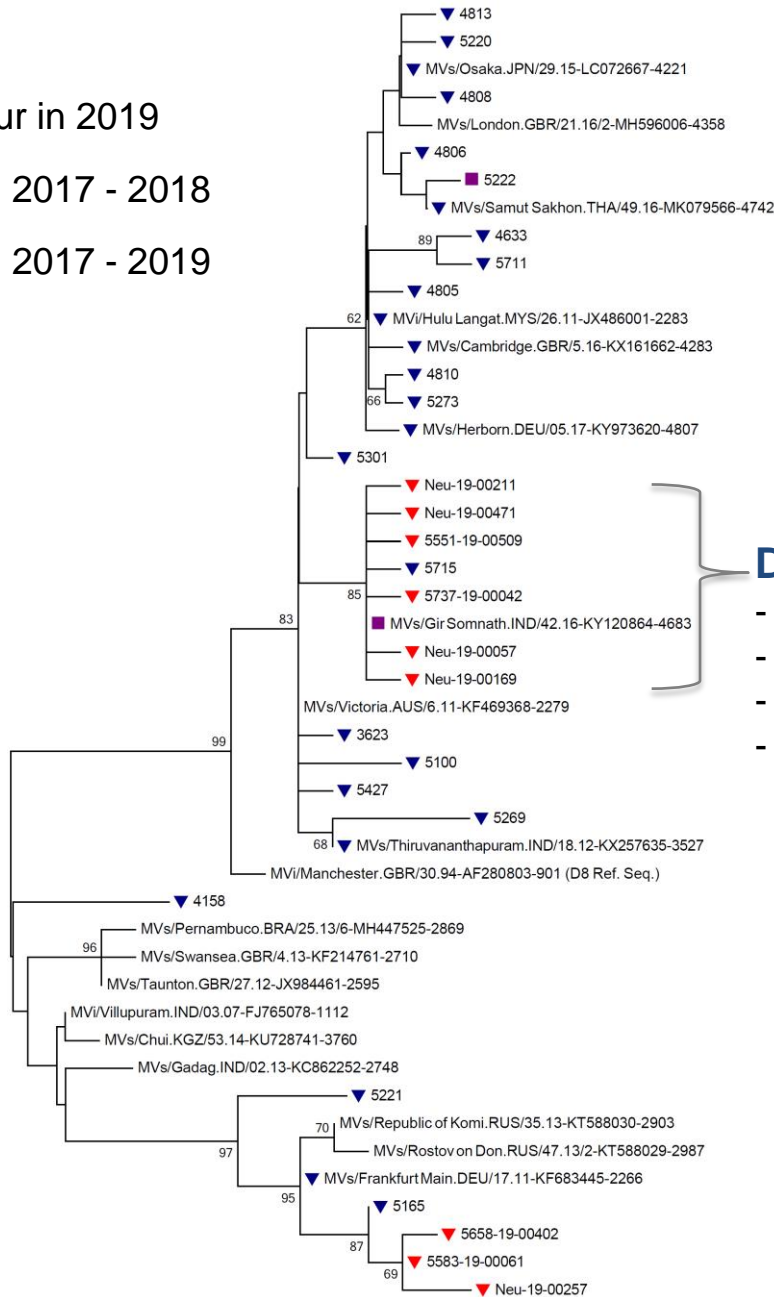 4813
5220
MVs/Osaka.JPN/29.15-LC072667-4221
4808
ur in 2019
MVs/London.GBR/21.16/2-MH596006-4358
4806
2017 - 2018
5222
MVs/Samut Sakhon.THA/49.16-MK079566-4742
4633
89
2017 - 2019
5711
4805
62
MVi/Hulu Langat.MYS/26.11-JX486001-2283
MVs/Cambridge.GBR/5.16-KX161662-4283
4810
66
5273
MVs/Herborn.DEU/05.17-KY973620-4807
5301
Neu-19-00211
Neu-19-00471
5551-19-00509
D
5715
85
5737-19-00042
-
83
MVs/Gir Somnath.IND/42.16-KY120864-4683
Neu-19-00057
-
Neu-19-00169
-
MVs/Victoria.AUS/6.11-KF469368-2279
3623
99
-
5100
5427
5269
68
MVs/Thiruvananthapuram.IND/18.12-KX257635-3527
MVi/Manchester.GBR/30.94-AF280803-901 (D8 Ref. Seq.)
4158
MVs/Pernambuco.BRA/25.13/6-MH447525-2869
96
MVs/Swansea.GBR/4.13-KF214761-2710
MVs/Taunton.GBR/27.12-JX984461-2595
MVi/Villupuram.IND/03.07-FJ765078-1112
MVs/Chui.KGZ/53.14-KU728741-3760
MVs/Gadag.IND/02.13-KC862252-2748
5221
MVs/Republic of Komi.RUS/35.13-KT588030-2903
70
97
MVs/Rostov on Don.RUS/47.13/2-KT588029-2987
MVs/Frankfurt Main.DEU/17.11-KF683445-2266
95
5165
5658-19-00402
87
5583-19-00061
69
Neu-19-00257